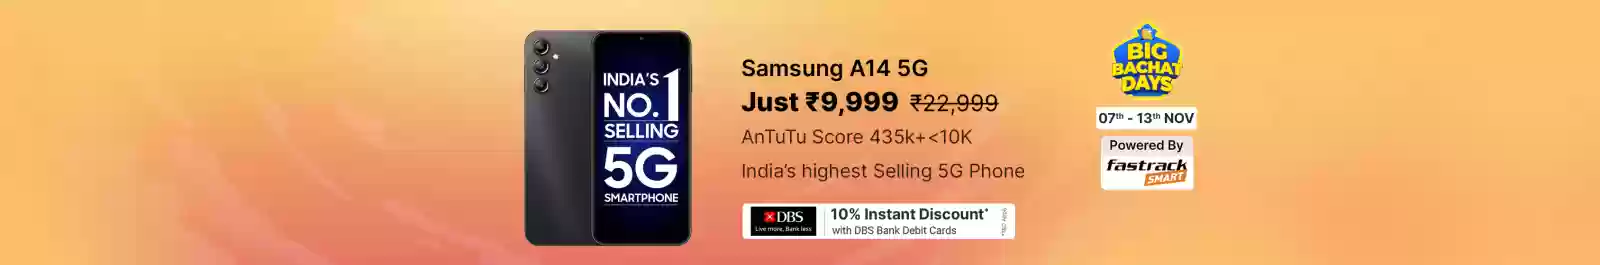 INDIA'S
NO.1
SELLING
5G
SMARTPHONE
Samsung A14 5G
Just ₹9,999 ₹22,999
AnTuTu Score 435k+<10K
India's highest Selling 5G Phone
DBS
Live more, Bank less
10% Instant Discount*
with DBS Bank Debit Cards
*T&C Apply
BIG
BACHAT
DAYS
07th - 13th NOV
Powered By
fastrack
SMART